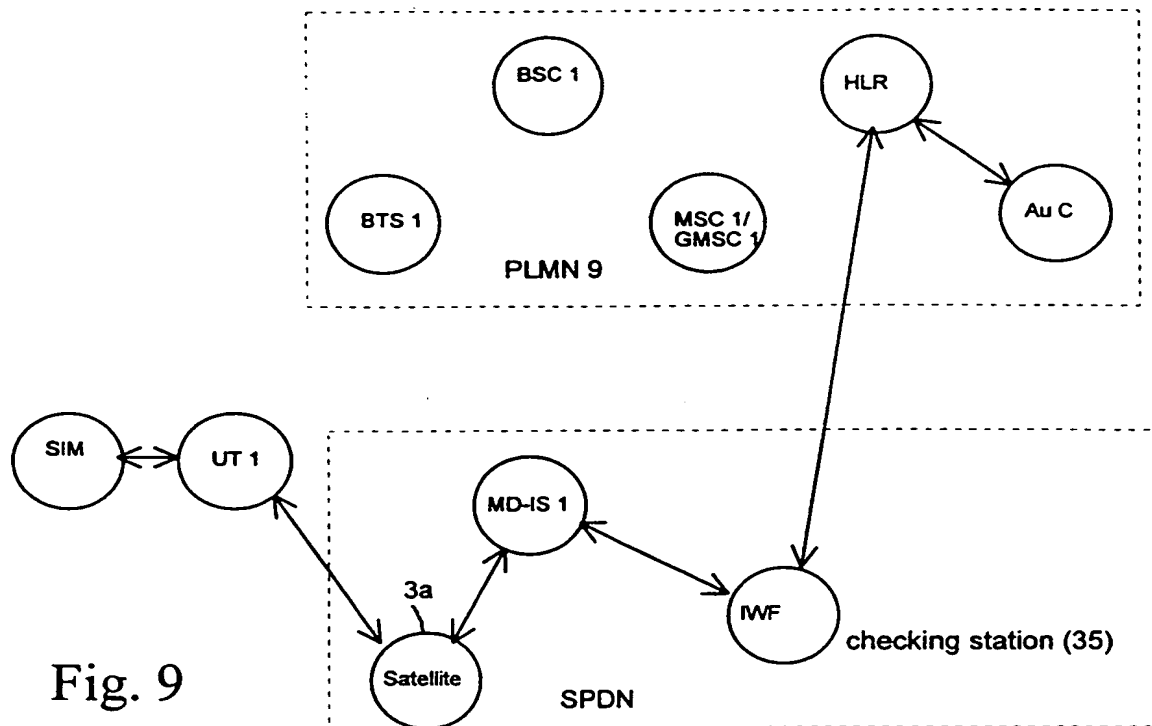 BSC 1
HLR
BTS 1
MSC 1/
GMSC 1
Au C
PLMN 9
SIM
UT 1
MD-IS 1
3a
IWF
checking station (35)
Satellite
SPDN
Fig. 9